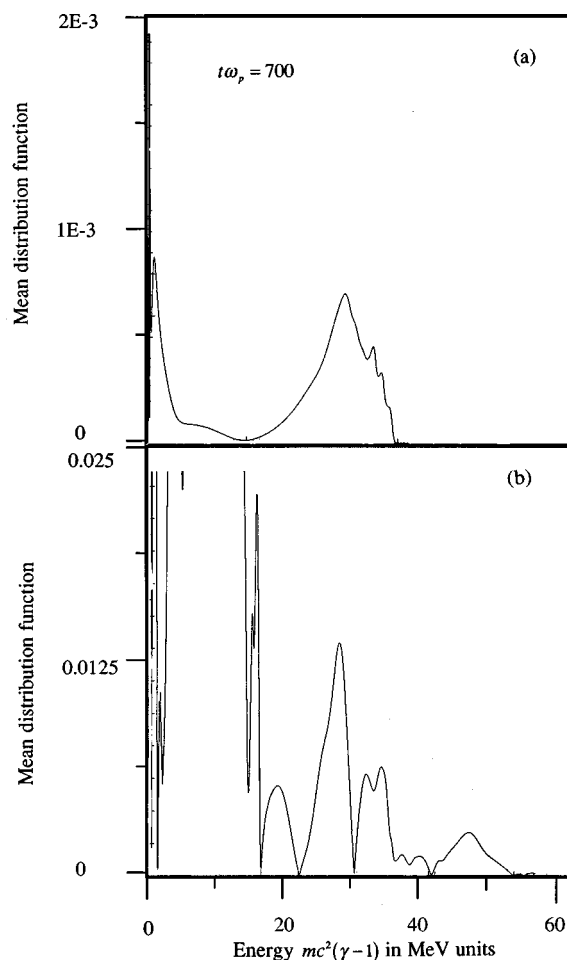 2E-3
(a)
tωₚ = 700
Mean distribution function
1E-3
0
0.025
(b)
Mean distribution function
0.0125
0
0 20 40 60
Energy mc²(γ−1) in MeV units